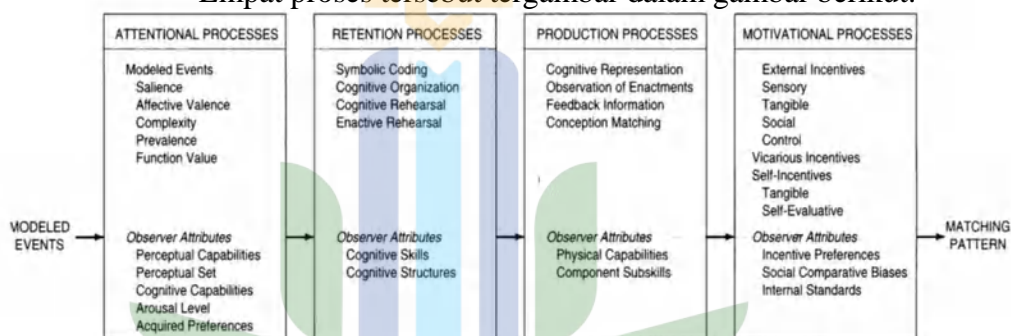 Empat proses tersebut tergambar dalam gambar berikut:
ATTENTIONAL PROCESSES
Modeled Events
Salience
Affective Valence
Complexity
Prevalence
Function Value
Observer Attributes
Perceptual Capabilities
Perceptual Set
Cognitive Capabilities
Arousal Level
Acquired Preferences
RETENTION PROCESSES
Symbolic Coding
Cognitive Organization
Cognitive Rehearsal
Enactive Rehearsal
Observer Attributes
Cognitive Skills
Cognitive Structures
PRODUCTION PROCESSES
Cognitive Representation
Observation of Enactments
Feedback Information
Conception Matching
Observer Attributes
Physical Capabilities
Component Subskills
MOTIVATIONAL PROCESSES
External Incentives
Sensory
Tangible
Social
Control
Vicarious Incentives
Self-Incentives
Tangible
Self-Evaluative
Observer Attributes
Incentive Preferences
Social Comparative Biases
Internal Standards
MODELED
EVENTS
MATCHING
PATTERN